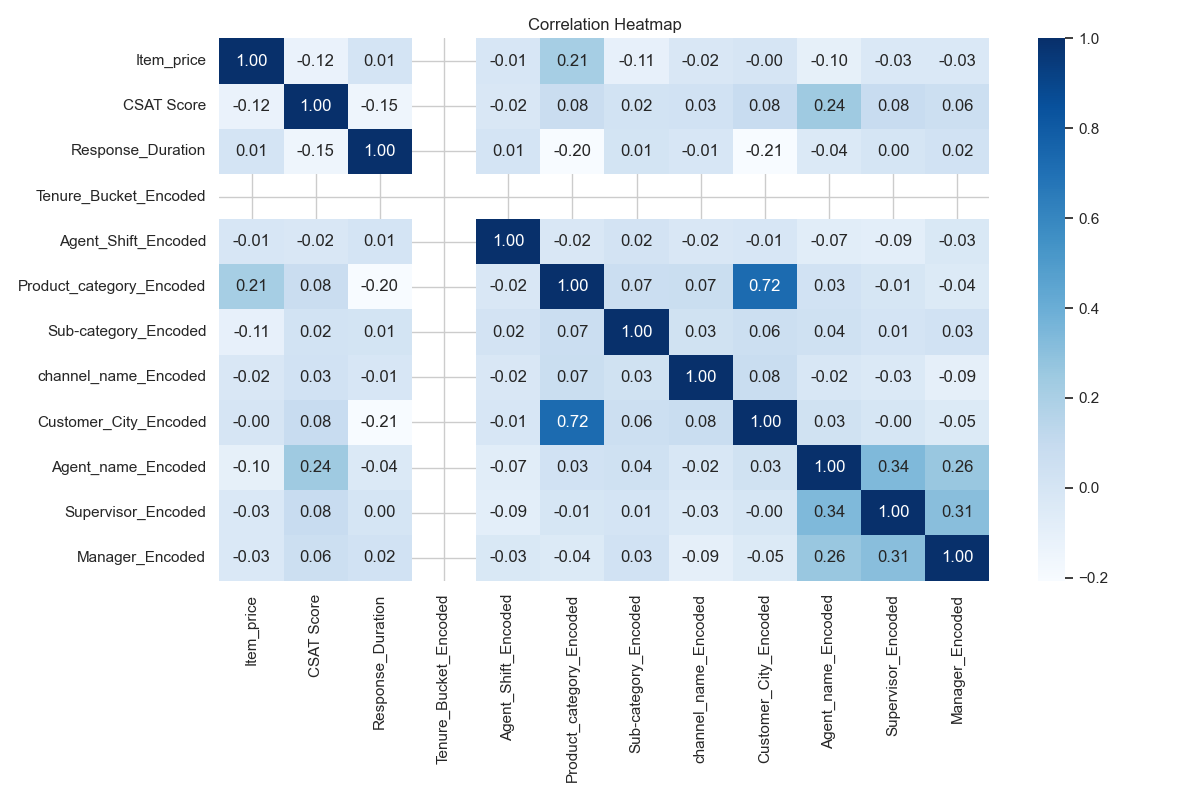 Correlation Heatmap
Item_price 1.00 -0.12 0.01 -0.01 0.21 -0.11 -0.02 -0.00 -0.10 -0.03 -0.03
CSAT Score -0.12 1.00 -0.15 -0.02 0.08 0.02 0.03 0.08 0.24 0.08 0.06
Response_Duration 0.01 -0.15 1.00 0.01 -0.20 0.01 -0.01 -0.21 -0.04 0.00 0.02
Tenure_Bucket_Encoded
Agent_Shift_Encoded -0.01 -0.02 0.01 1.00 -0.02 0.02 -0.02 -0.01 -0.07 -0.09 -0.03
Product_category_Encoded 0.21 0.08 -0.20 -0.02 1.00 0.07 0.07 0.72 0.03 -0.01 -0.04
Sub-category_Encoded -0.11 0.02 0.01 0.02 0.07 1.00 0.03 0.06 0.04 0.01 0.03
channel_name_Encoded -0.02 0.03 -0.01 -0.02 0.07 0.03 1.00 0.08 -0.02 -0.03 -0.09
Customer_City_Encoded -0.00 0.08 -0.21 -0.01 0.72 0.06 0.08 1.00 0.03 -0.00 -0.05
Agent_name_Encoded -0.10 0.24 -0.04 -0.07 0.03 0.04 -0.02 0.03 1.00 0.34 0.26
Supervisor_Encoded -0.03 0.08 0.00 -0.09 -0.01 0.01 -0.03 -0.00 0.34 1.00 0.31
Manager_Encoded -0.03 0.06 0.02 -0.03 -0.04 0.03 -0.09 -0.05 0.26 0.31 1.00
Item_price
CSAT Score
Response_Duration
Tenure_Bucket_Encoded
Agent_Shift_Encoded
Product_category_Encoded
Sub-category_Encoded
channel_name_Encoded
Customer_City_Encoded
Agent_name_Encoded
Supervisor_Encoded
Manager_Encoded
1.0
0.8
0.6
0.4
0.2
0.0
−0.2